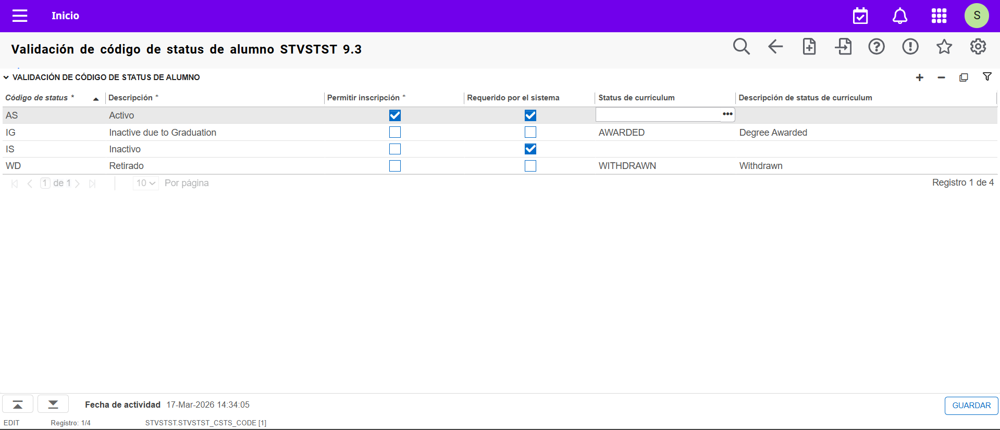 Inicio
S
Validación de código de status de alumno STVSTST 9.3
VALIDACIÓN DE CÓDIGO DE STATUS DE ALUMNO
Código de status * Descripción * Permitir inscripción * Requerido por el sistema Status de currículum Descripción de status de currículum
AS Activo
IG Inactive due to Graduation AWARDED Degree Awarded
IS Inactivo
WD Retirado WITHDRAWN Withdrawn
1 de 1 10 Por página Registro 1 de 4
Fecha de actividad 17-Mar-2026 14:34:05 GUARDAR
EDIT Registro: 1/4 STVSTST.STVSTST_CSTS_CODE [1]